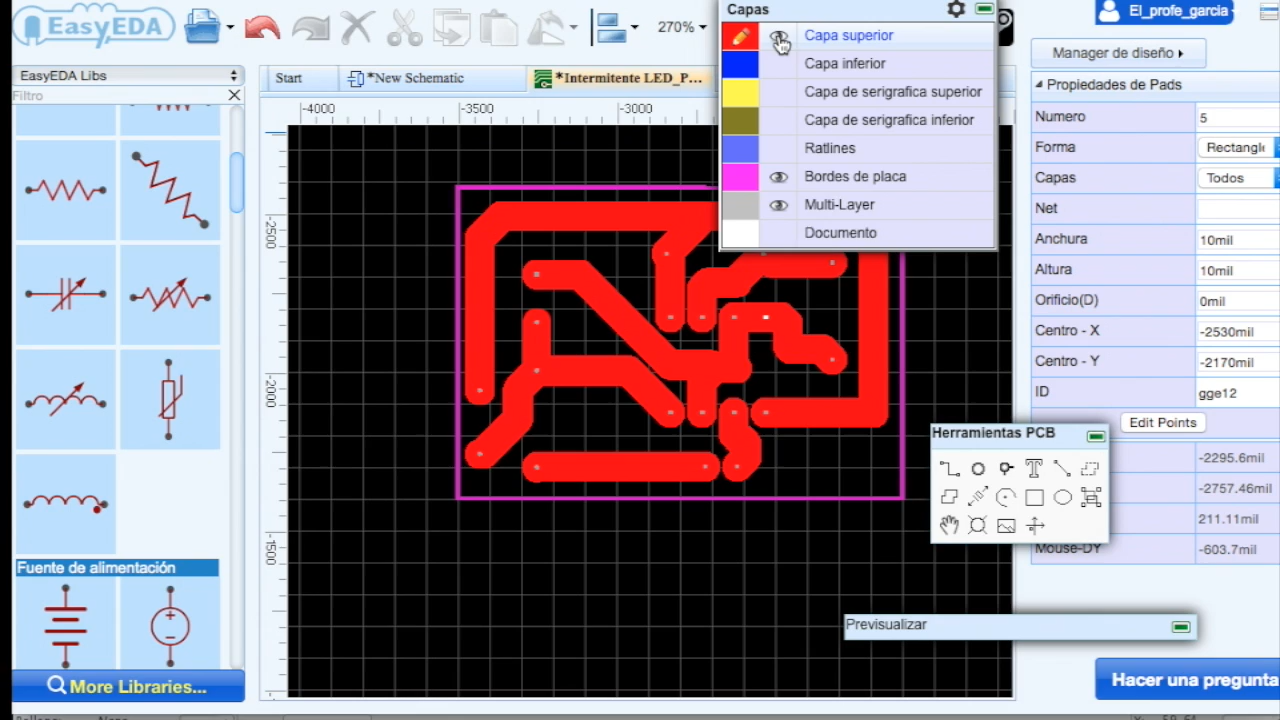 EasyEDA
270%
Capas
El_profe_garcia
Capa superior
Capa inferior
Capa de serigrafica superior
Capa de serigrafica inferior
Ratlines
Bordes de placa
Multi-Layer
Documento
EasyEDA Libs
Filtro
Start
*New Schematic
*Intermitente LED_P...
-4000
-3500
-3000
-2500
-2000
-1500
Manager de diseño
Propiedades de Pads
Numero 5
Forma Rectangl
Capas Todos
Net
Anchura 10mil
Altura 10mil
Orificio(D) 0mil
Centro - X -2530mil
Centro - Y -2170mil
ID gge12
Edit Points
-2295.6mil
-2757.46mil
211.11mil
Mouse-DY -603.7mil
Herramientas PCB
Previsualizar
Fuente de alimentación
More Libraries...
Hacer una pregunta